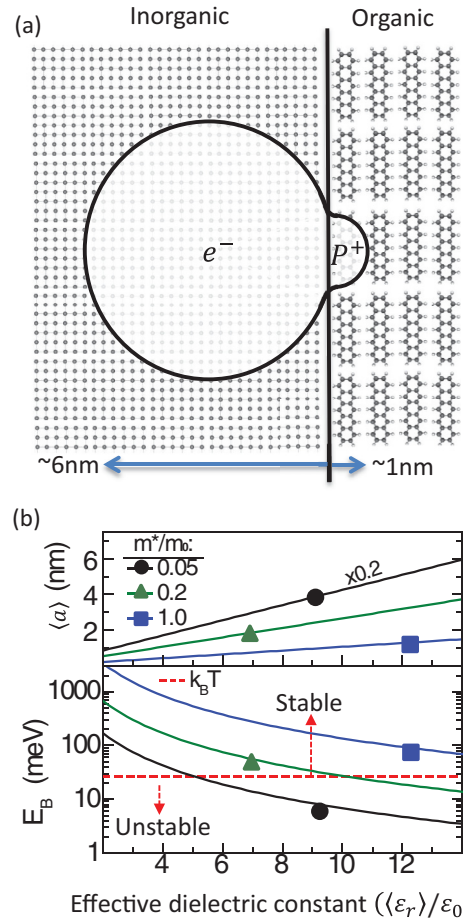 (a)
Inorganic
Organic
e⁻
P⁺
~6nm
~1nm
(b)
m*/m₀:
0.05
0.2
1.0
x0.2
⟨a⟩ (nm)
6
4
2
k_BT
Stable
Unstable
E_B (meV)
1000
100
10
1
4 6 8 10 12
Effective dielectric constant (⟨ε_r⟩/ε_0